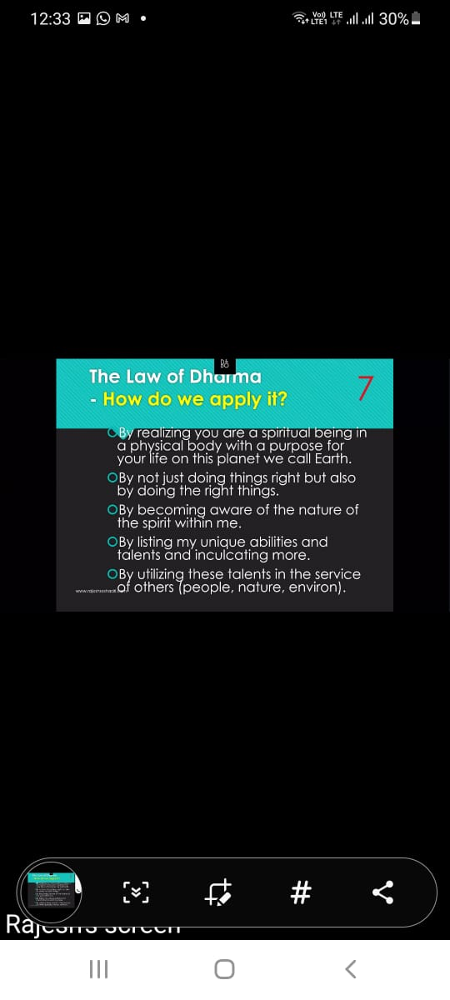 12:33
Vo)) LTE
LTE1
30%
The Law of Dharma
7
- How do we apply it?
By realizing you are a spiritual being in
a physical body with a purpose for
your life on this planet we call Earth.
By not just doing things right but also
by doing the right things.
By becoming aware of the nature of
the spirit within me.
By listing my unique abilities and
talents and inculcating more.
By utilizing these talents in the service
of others (people, nature, environ).
#